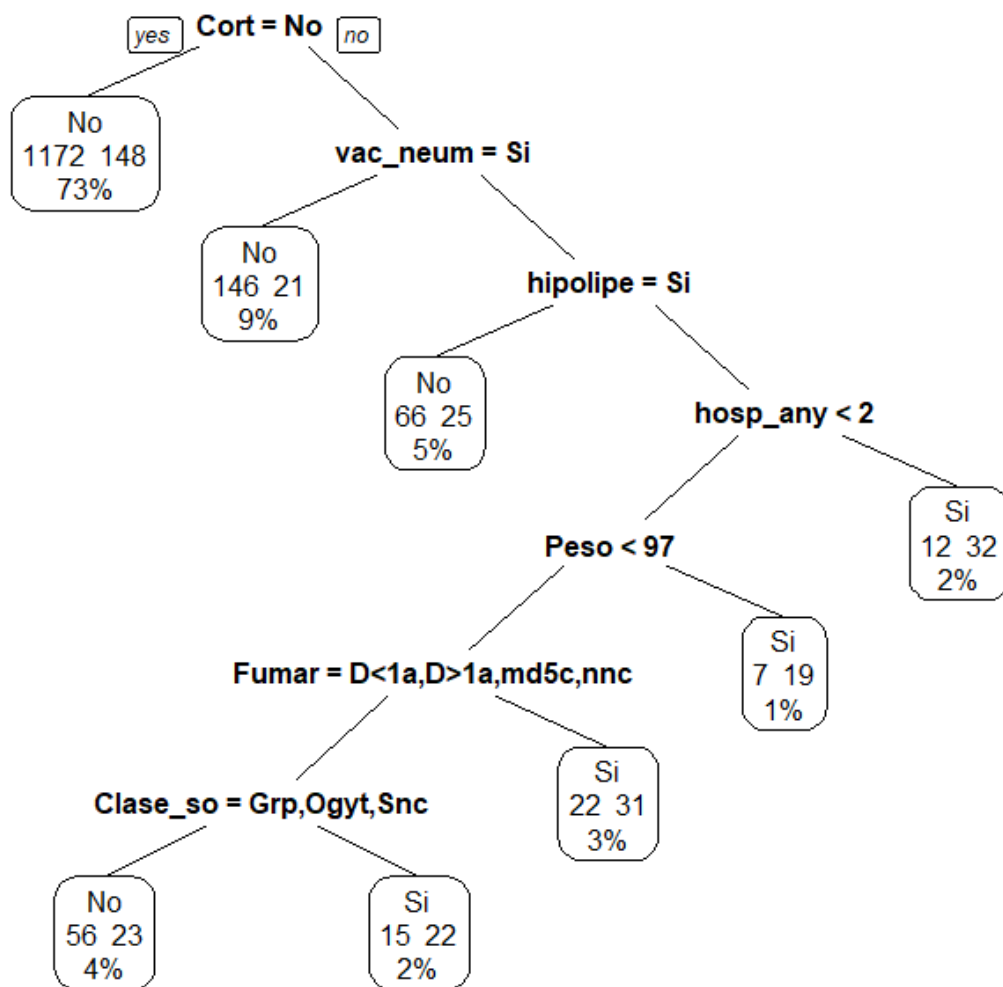 yes Cort = No no
No
1172 148
73%
vac_neum = Si
No
146 21
9%
hipolipe = Si
No
66 25
5%
hosp_any < 2
Si
12 32
2%
Peso < 97
Si
7 19
1%
Fumar = D<1a,D>1a,md5c,nnc
Si
22 31
3%
Clase_so = Grp,Ogyt,Snc
No
56 23
4%
Si
15 22
2%